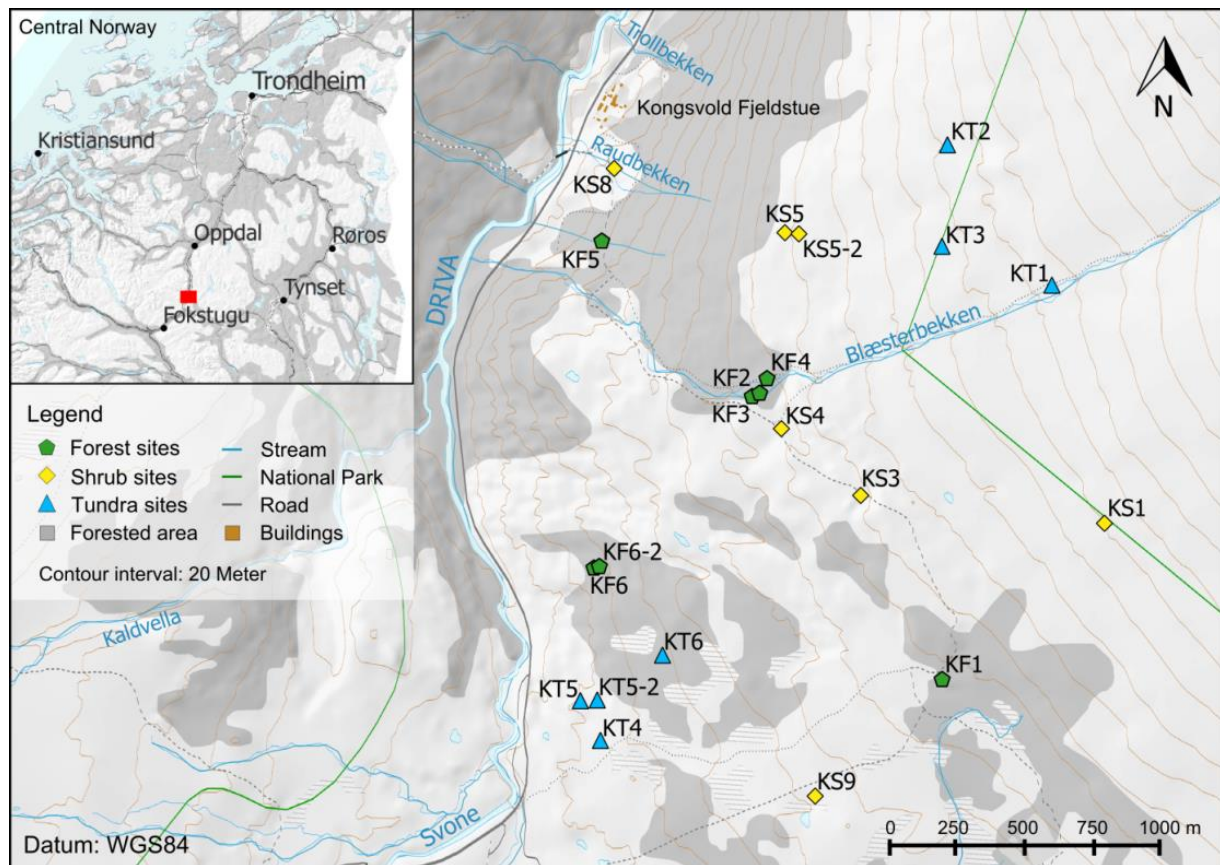 Central Norway
Trondheim
Kristiansund
Oppdal
Røros
Tynset
Fokstugu
Legend
Forest sites
Shrub sites
Tundra sites
Forested area
Stream
National Park
Road
Buildings
Contour interval: 20 Meter
Trollbekken
Kongsvold Fjeldstue
N
Raudbekken
KS8
KT2
KS5
KS5-2
KT3
KF5
KT1
DRIVA
Blæsterbekken
KF4
KF2
KF3
KS4
KS3
KS1
KF6-2
KF6
Kaldvella
KT6
KF1
KT5
KT5-2
KT4
KS9
Svone
Datum: WGS84
0 250 500 750 1000 m